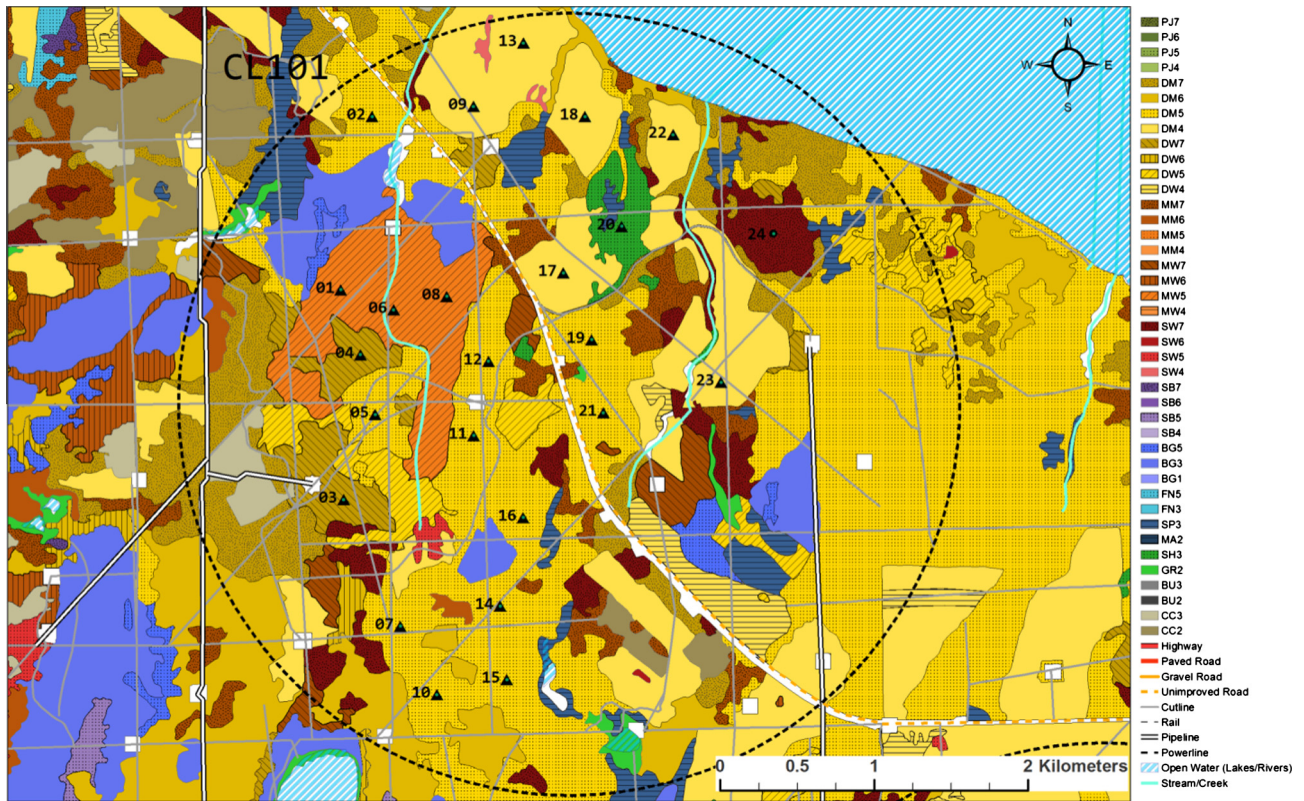 CL101
N
W E
S
13
02
09
18
22
20
24
17
01
06
08
19
12
04
23
05
21
11
03
16
14
07
15
10
0 0.5 1 2 Kilometers
PJ7
PJ6
PJ5
PJ4
DM7
DM6
DM5
DM4
DW7
DW6
DW5
DW4
MM7
MM6
MM5
MM4
MW7
MW6
MW5
MW4
SW7
SW6
SW5
SW4
SB7
SB6
SB5
SB4
BG5
BG3
BG1
FN5
FN3
SP3
MA2
SH3
GR2
BU3
BU2
CC3
CC2
Highway
Paved Road
Gravel Road
Unimproved Road
Cutline
Rail
Pipeline
Powerline
Open Water (Lakes/Rivers)
Stream/Creek